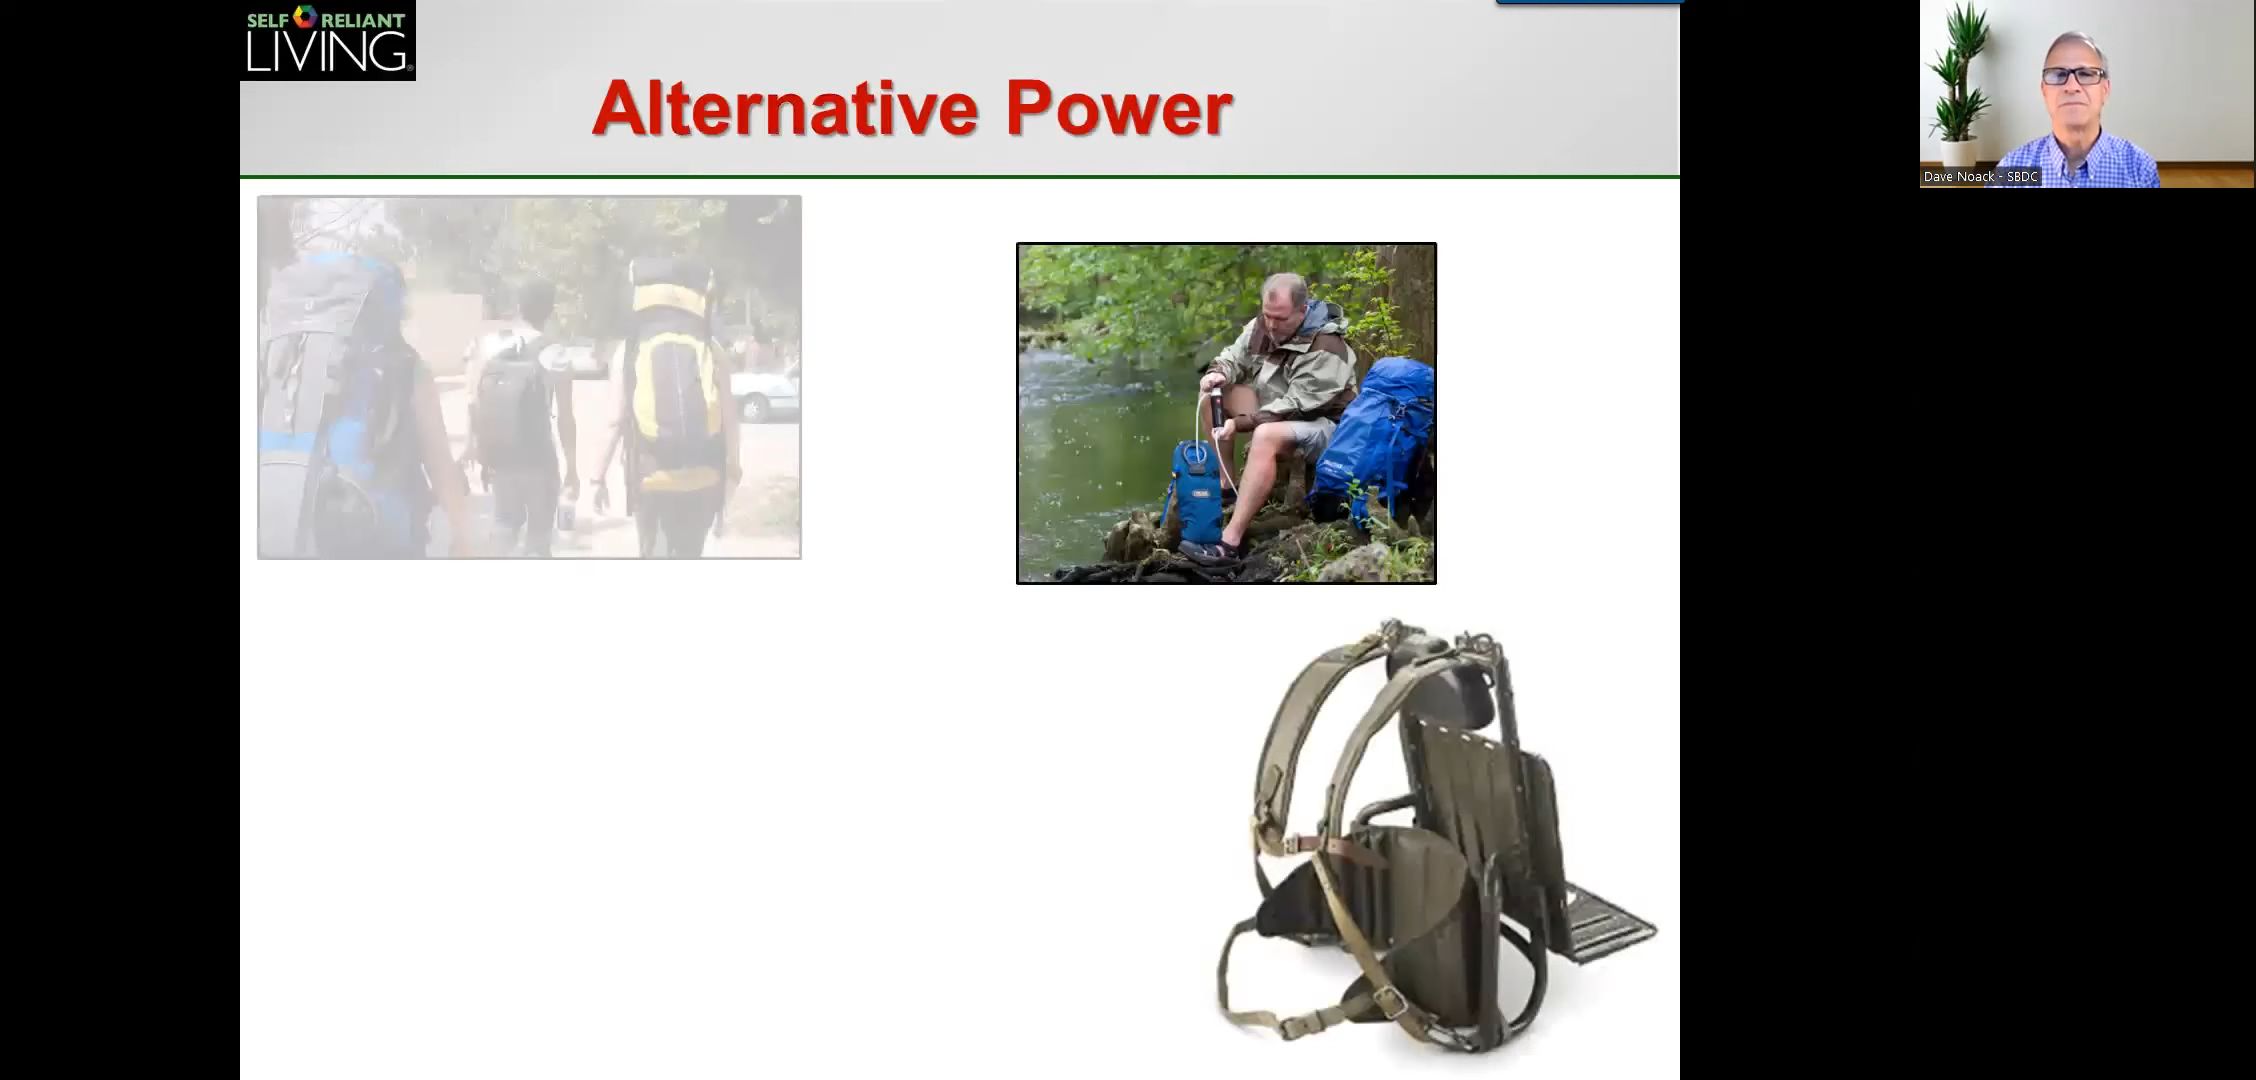 SELF RELIANT
LIVING®
Alternative Power
Dave Noack - SBDC